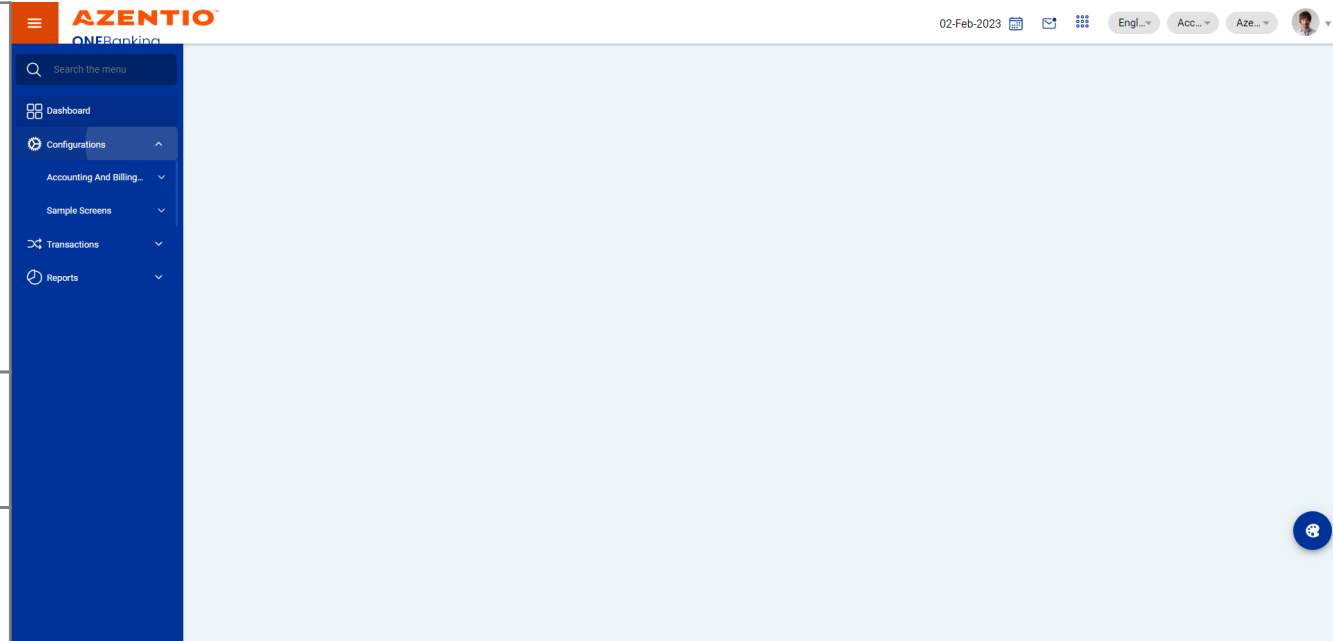 AZENTIO™
ONEBanking
02-Feb-2023
Engl...
Acc...
Aze...
Search the menu
Dashboard
Configurations
Accounting And Billing...
Sample Screens
Transactions
Reports